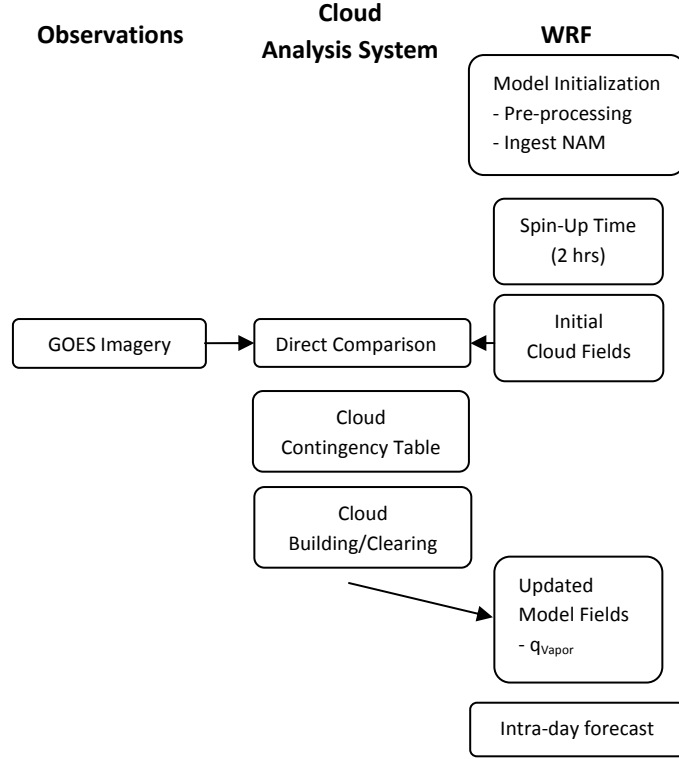 Observations
Cloud
Analysis System
WRF
Model Initialization
- Pre-processing
- Ingest NAM
Spin-Up Time
(2 hrs)
GOES Imagery
Direct Comparison
Initial
Cloud Fields
Cloud
Contingency Table
Cloud
Building/Clearing
Updated
Model Fields
- qVapor
Intra-day forecast